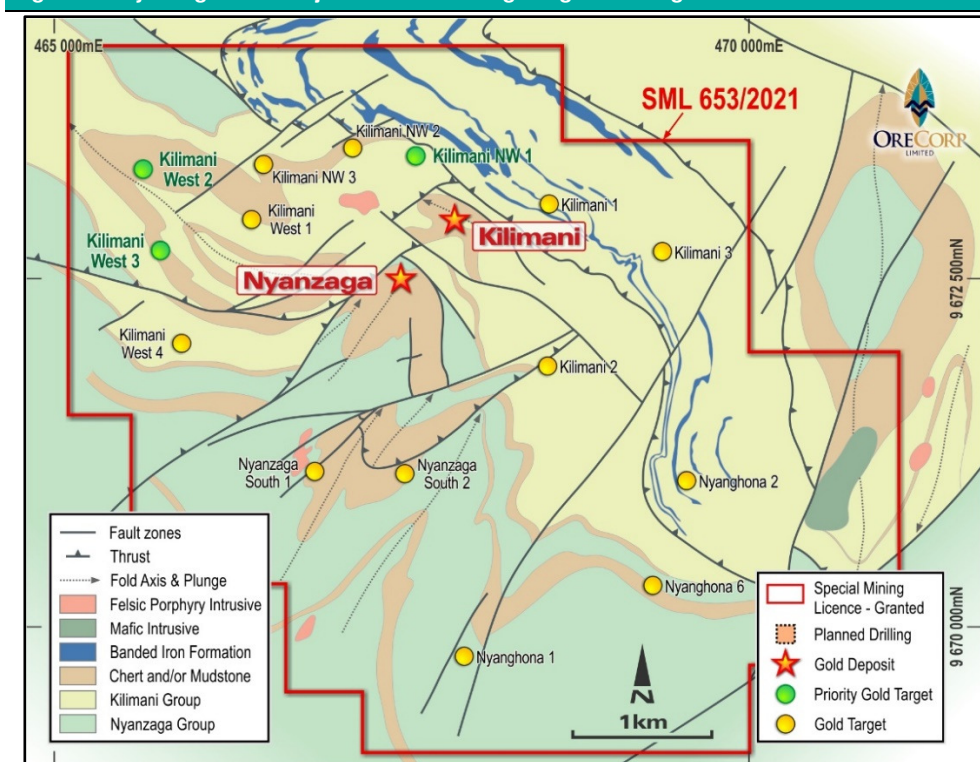 465 000mE
470 000mE
SML 653/2021
ORECORP
LIMITED
Kilimani NW 2
Kilimani NW 1
Kilimani
West 2
Kilimani
NW 3
Kilimani 1
Kilimani
West 1
Kilimani
Kilimani 3
Kilimani
West 3
Nyanzaga
9 672 500mN
Kilimani
West 4
Kilimani 2
Nyanzaga
South 1
Nyanzaga
South 2
Nyanghona 2
Nyanghona 6
Nyanghona 1
9 670 000mN
N
1km
Fault zones
Thrust
Fold Axis & Plunge
Felsic Porphyry Intrusive
Mafic Intrusive
Banded Iron Formation
Chert and/or Mudstone
Kilimani Group
Nyanzaga Group
Special Mining
Licence - Granted
Planned Drilling
Gold Deposit
Priority Gold Target
Gold Target